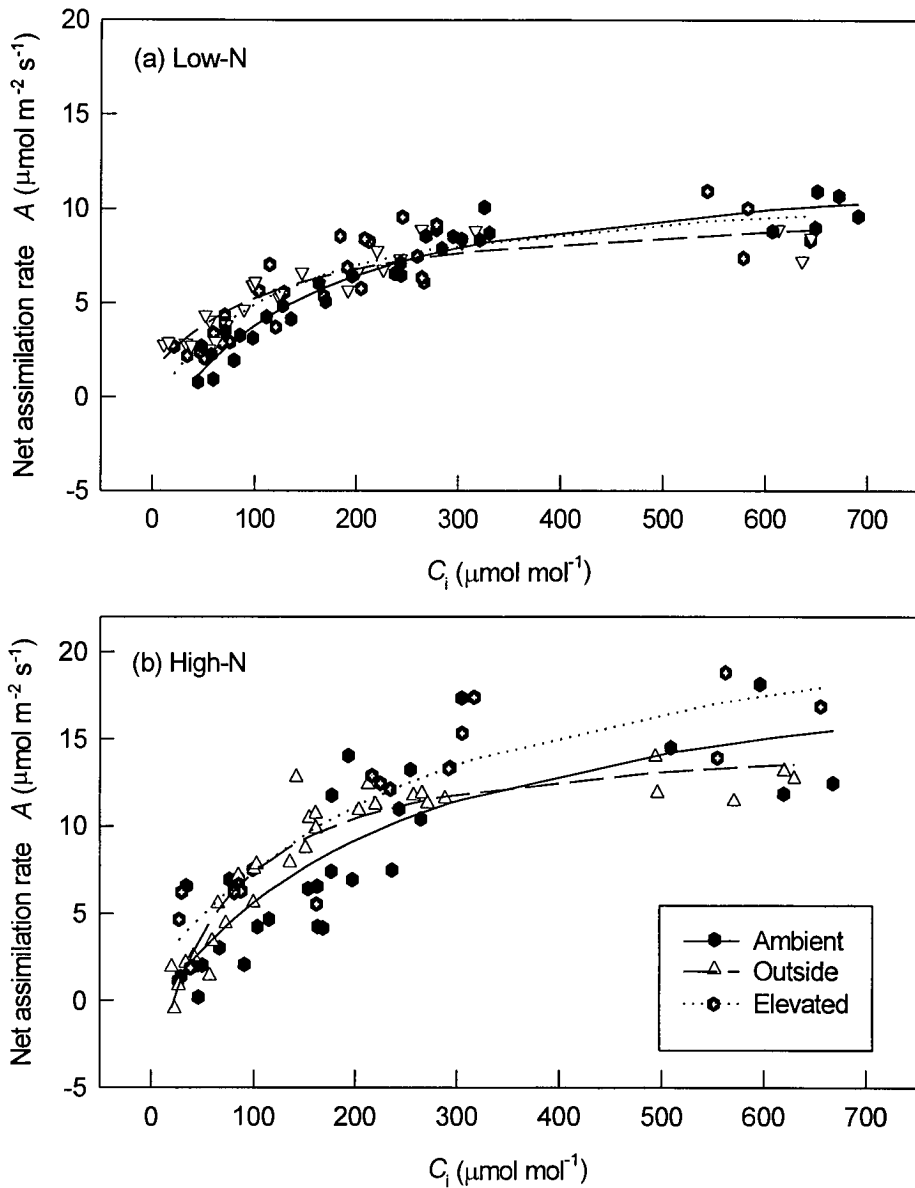 20
(a) Low-N
15
10
5
0
-5
Net assimilation rate A (μmol m⁻² s⁻¹)
0 100 200 300 400 500 600 700
Cᵢ (μmol mol⁻¹)
20
(b) High-N
15
10
5
0
-5
Net assimilation rate A (μmol m⁻² s⁻¹)
Ambient
Outside
Elevated
0 100 200 300 400 500 600 700
Cᵢ (μmol mol⁻¹)